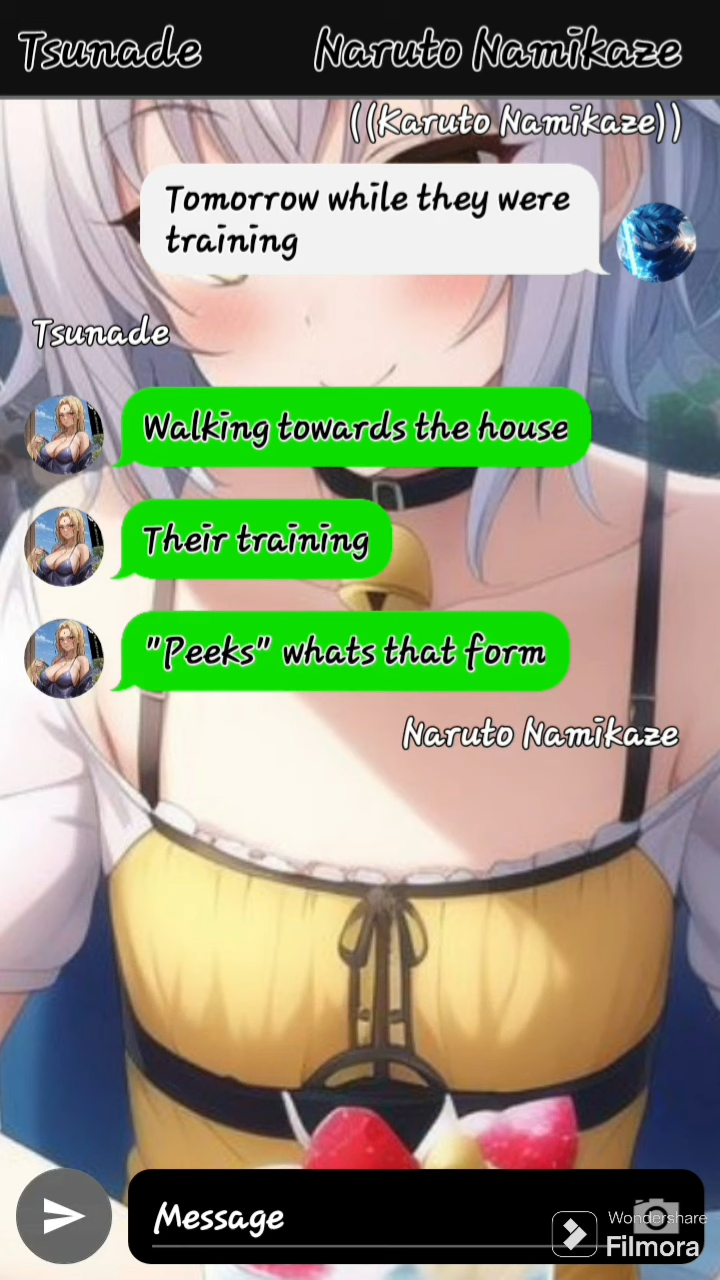 Tsunade Naruto Namikaze
((Karuto Namikaze))
Tomorrow while they were
training
Tsunade
Walking towards the house
Their training
"Peeks" whats that form
Naruto Namikaze
Message
Wondershare
Filmora